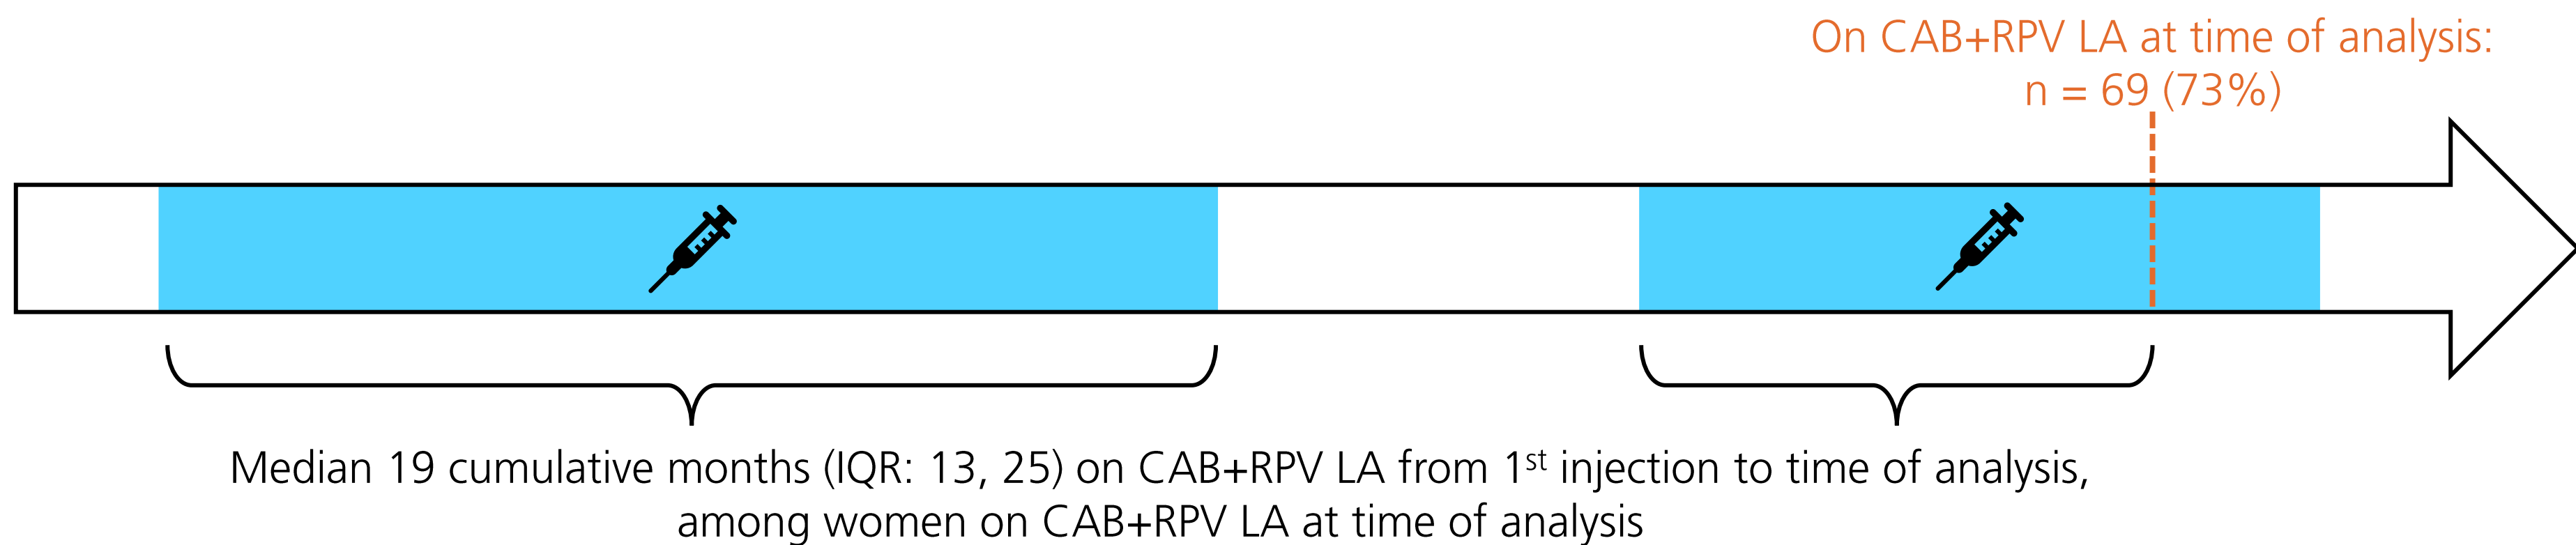 On CAB+RPV LA at time of analysis:
n = 69 (73%)
Median 19 cumulative months (IQR: 13, 25) on CAB+RPV LA from 1st injection to time of analysis,
among women on CAB+RPV LA at time of analysis